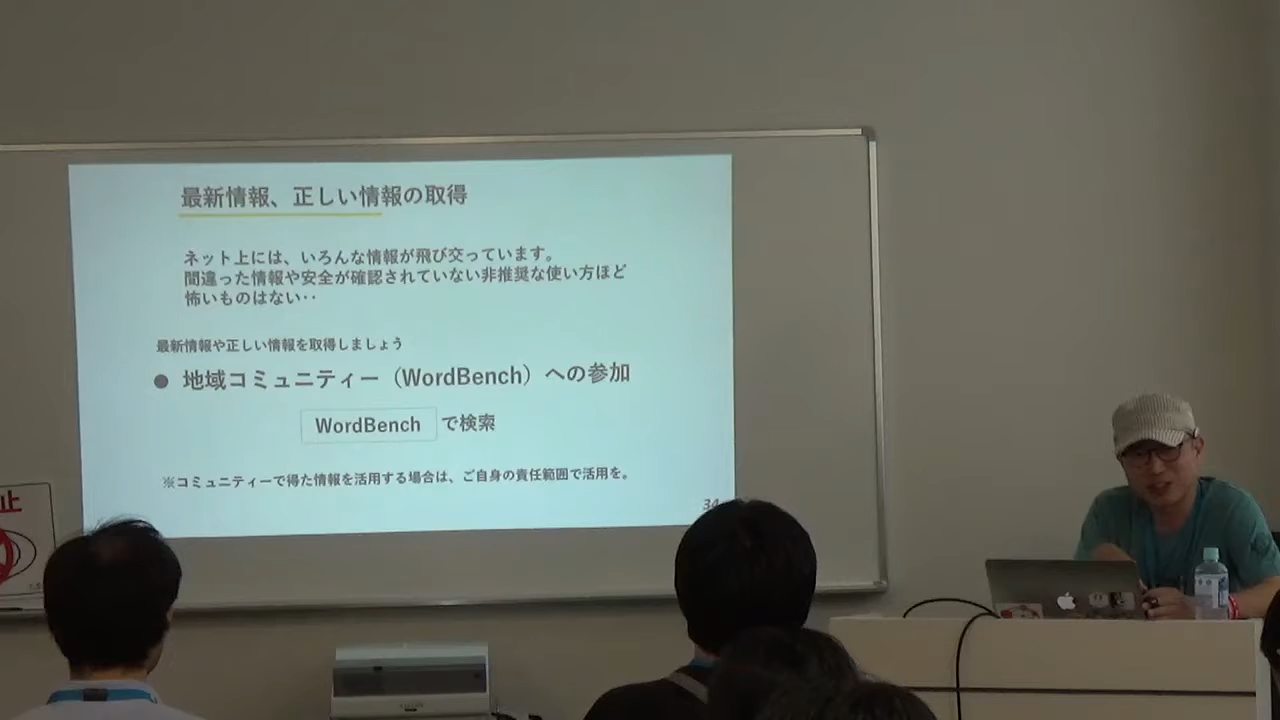 最新情報、正しい情報の取得
ネット上には、いろんな情報が飛び交っています。
間違った情報や安全が確認されていない非推奨な使い方ほど
怖いものはない‥
最新情報や正しい情報を取得しましょう
● 地域コミュニティー（WordBench）への参加
WordBench で検索
※コミュニティーで得た情報を活用する場合は、ご自身の責任範囲で活用を。
34
止